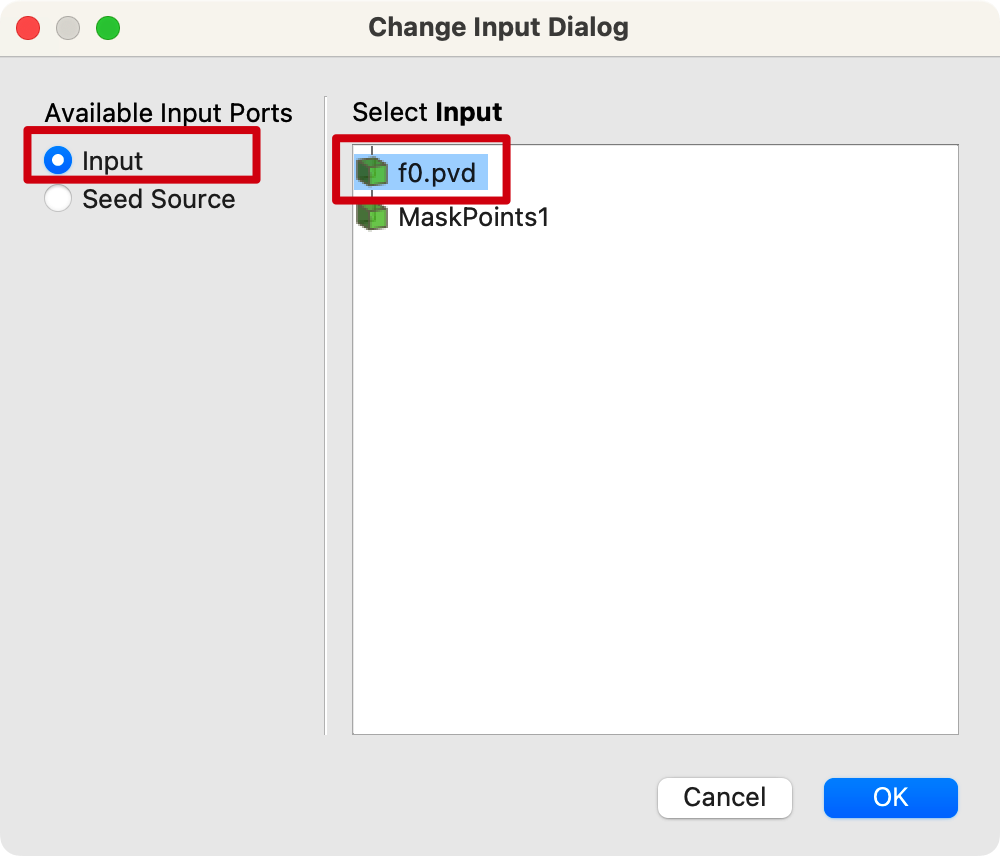 Change Input Dialog
Available Input Ports
Input
Seed Source
Select Input
f0.pvd
MaskPoints1
Cancel
OK